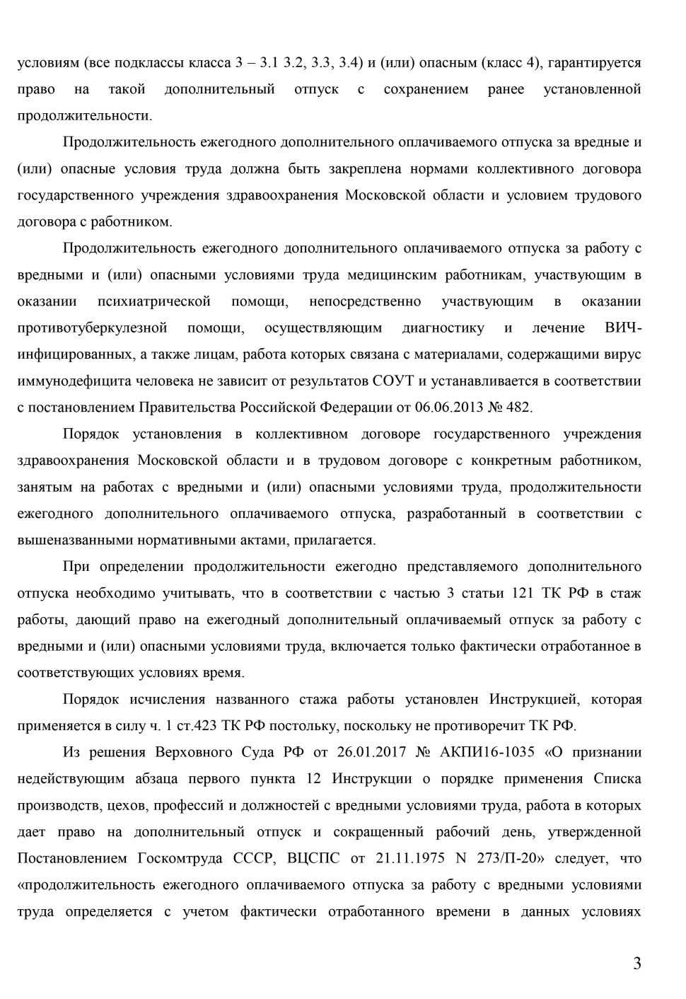 условиям (все подклассы класса 3 – 3.1 3.2, 3.3, 3.4) и (или) опасным (класс 4), гарантируется
право на такой дополнительный отпуск с сохранением ранее установленной
продолжительности.
Продолжительность ежегодного дополнительного оплачиваемого отпуска за вредные и
(или) опасные условия труда должна быть закреплена нормами коллективного договора
государственного учреждения здравоохранения Московской области и условием трудового
договора с работником.
Продолжительность ежегодного дополнительного оплачиваемого отпуска за работу с
вредными и (или) опасными условиями труда медицинским работникам, участвующим в
оказании психиатрической помощи, непосредственно участвующим в оказании
противотуберкулезной помощи, осуществляющим диагностику и лечение ВИЧ-
инфицированных, а также лицам, работа которых связана с материалами, содержащими вирус
иммунодефицита человека не зависит от результатов СОУТ и устанавливается в соответствии
с постановлением Правительства Российской Федерации от 06.06.2013 № 482.
Порядок установления в коллективном договоре государственного учреждения
здравоохранения Московской области и в трудовом договоре с конкретным работником,
занятым на работах с вредными и (или) опасными условиями труда, продолжительности
ежегодного дополнительного оплачиваемого отпуска, разработанный в соответствии с
вышеназванными нормативными актами, прилагается.
При определении продолжительности ежегодно представляемого дополнительного
отпуска необходимо учитывать, что в соответствии с частью 3 статьи 121 ТК РФ в стаж
работы, дающий право на ежегодный дополнительный оплачиваемый отпуск за работу с
вредными и (или) опасными условиями труда, включается только фактически отработанное в
соответствующих условиях время.
Порядок исчисления названного стажа работы установлен Инструкцией, которая
применяется в силу ч. 1 ст.423 ТК РФ постольку, поскольку не противоречит ТК РФ.
Из решения Верховного Суда РФ от 26.01.2017 № АКПИ16-1035 «О признании
недействующим абзаца первого пункта 12 Инструкции о порядке применения Списка
производств, цехов, профессий и должностей с вредными условиями труда, работа в которых
дает право на дополнительный отпуск и сокращенный рабочий день, утвержденной
Постановлением Госкомтруда СССР, ВЦСПС от 21.11.1975 N 273/П-20» следует, что
«продолжительность ежегодного оплачиваемого отпуска за работу с вредными условиями
труда определяется с учетом фактически отработанного времени в данных условиях
3